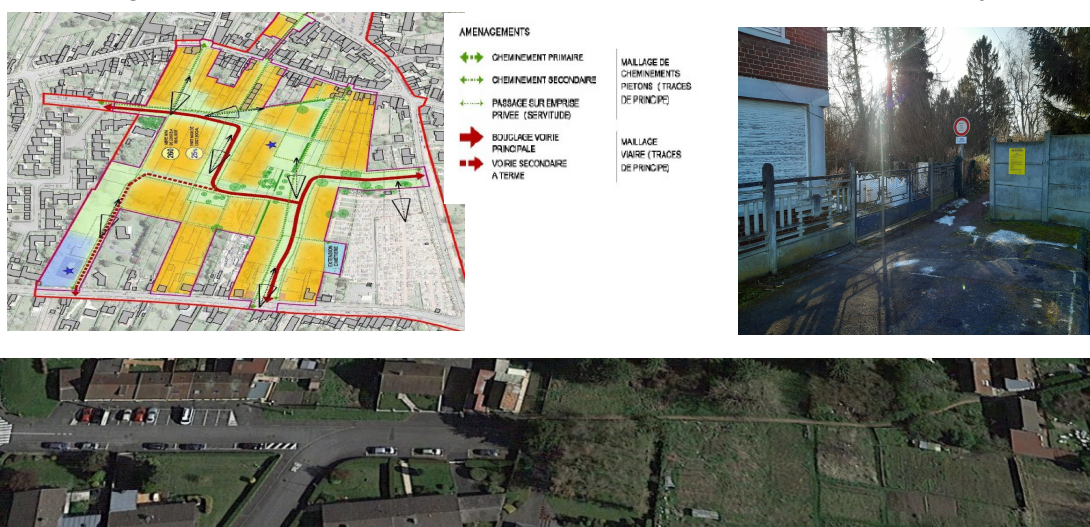 AMENAGEMENTS
CHEMINEMENT PRIMAIRE
CHEMINEMENT SECONDAIRE
PASSAGE SUR EMPRISE
PRIVEE (SERVITUDE)
BOUCLAGE VOIRIE
PRINCIPALE
VOIRIE SECONDAIRE
A TERME
MAILLAGE DE
CHEMINEMENTS
PIETONS (TRACES
DE PRINCIPE)
MAILLAGE
VIAIRE (TRACES
DE PRINCIPE)